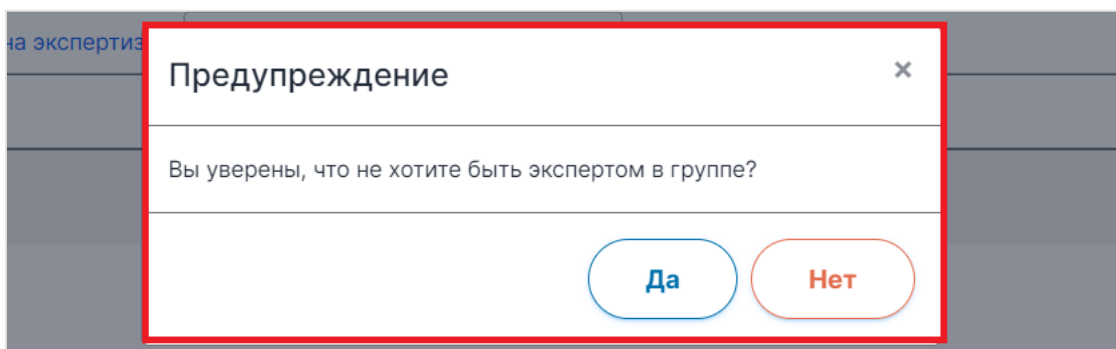 на экспертиз
Предупреждение ×
Вы уверены, что не хотите быть экспертом в группе?
Да Нет